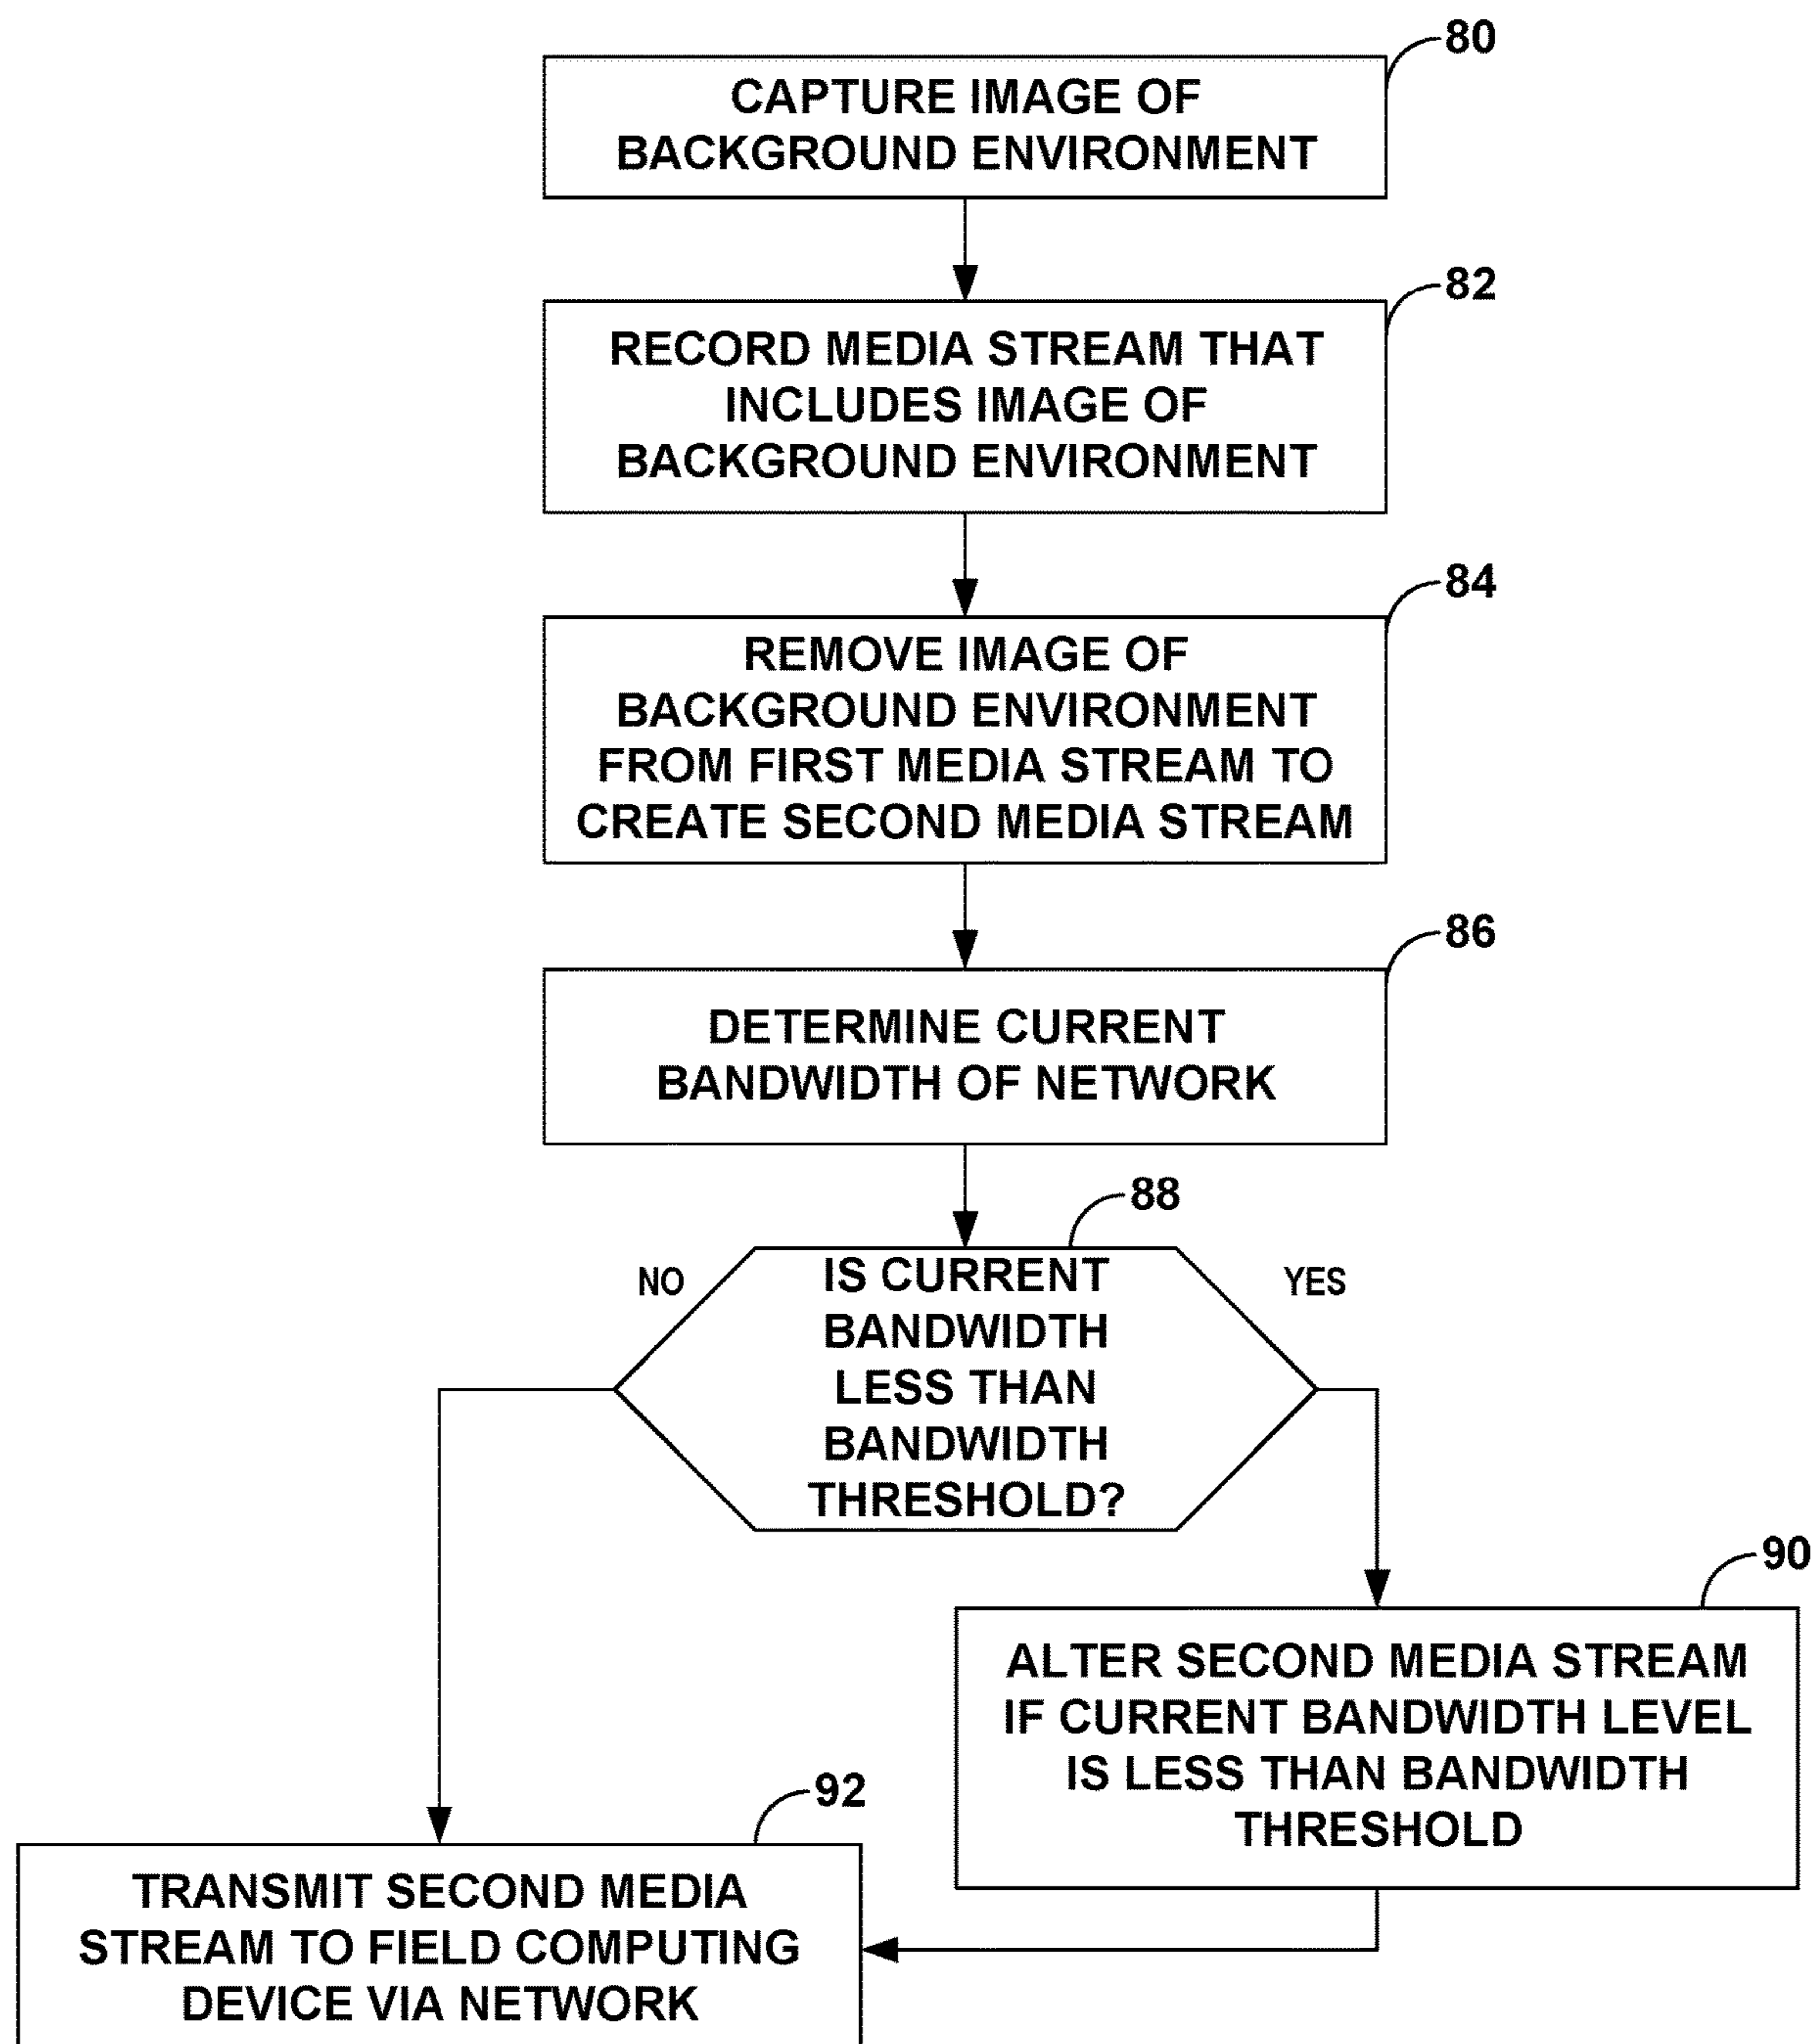 80
CAPTURE IMAGE OF
BACKGROUND ENVIRONMENT
82
RECORD MEDIA STREAM THAT
INCLUDES IMAGE OF
BACKGROUND ENVIRONMENT
84
REMOVE IMAGE OF
BACKGROUND ENVIRONMENT
FROM FIRST MEDIA STREAM TO
CREATE SECOND MEDIA STREAM
86
DETERMINE CURRENT
BANDWIDTH OF NETWORK
88
NO
YES
IS CURRENT
BANDWIDTH
LESS THAN
BANDWIDTH
THRESHOLD?
90
ALTER SECOND MEDIA STREAM
IF CURRENT BANDWIDTH LEVEL
IS LESS THAN BANDWIDTH
THRESHOLD
92
TRANSMIT SECOND MEDIA
STREAM TO FIELD COMPUTING
DEVICE VIA NETWORK